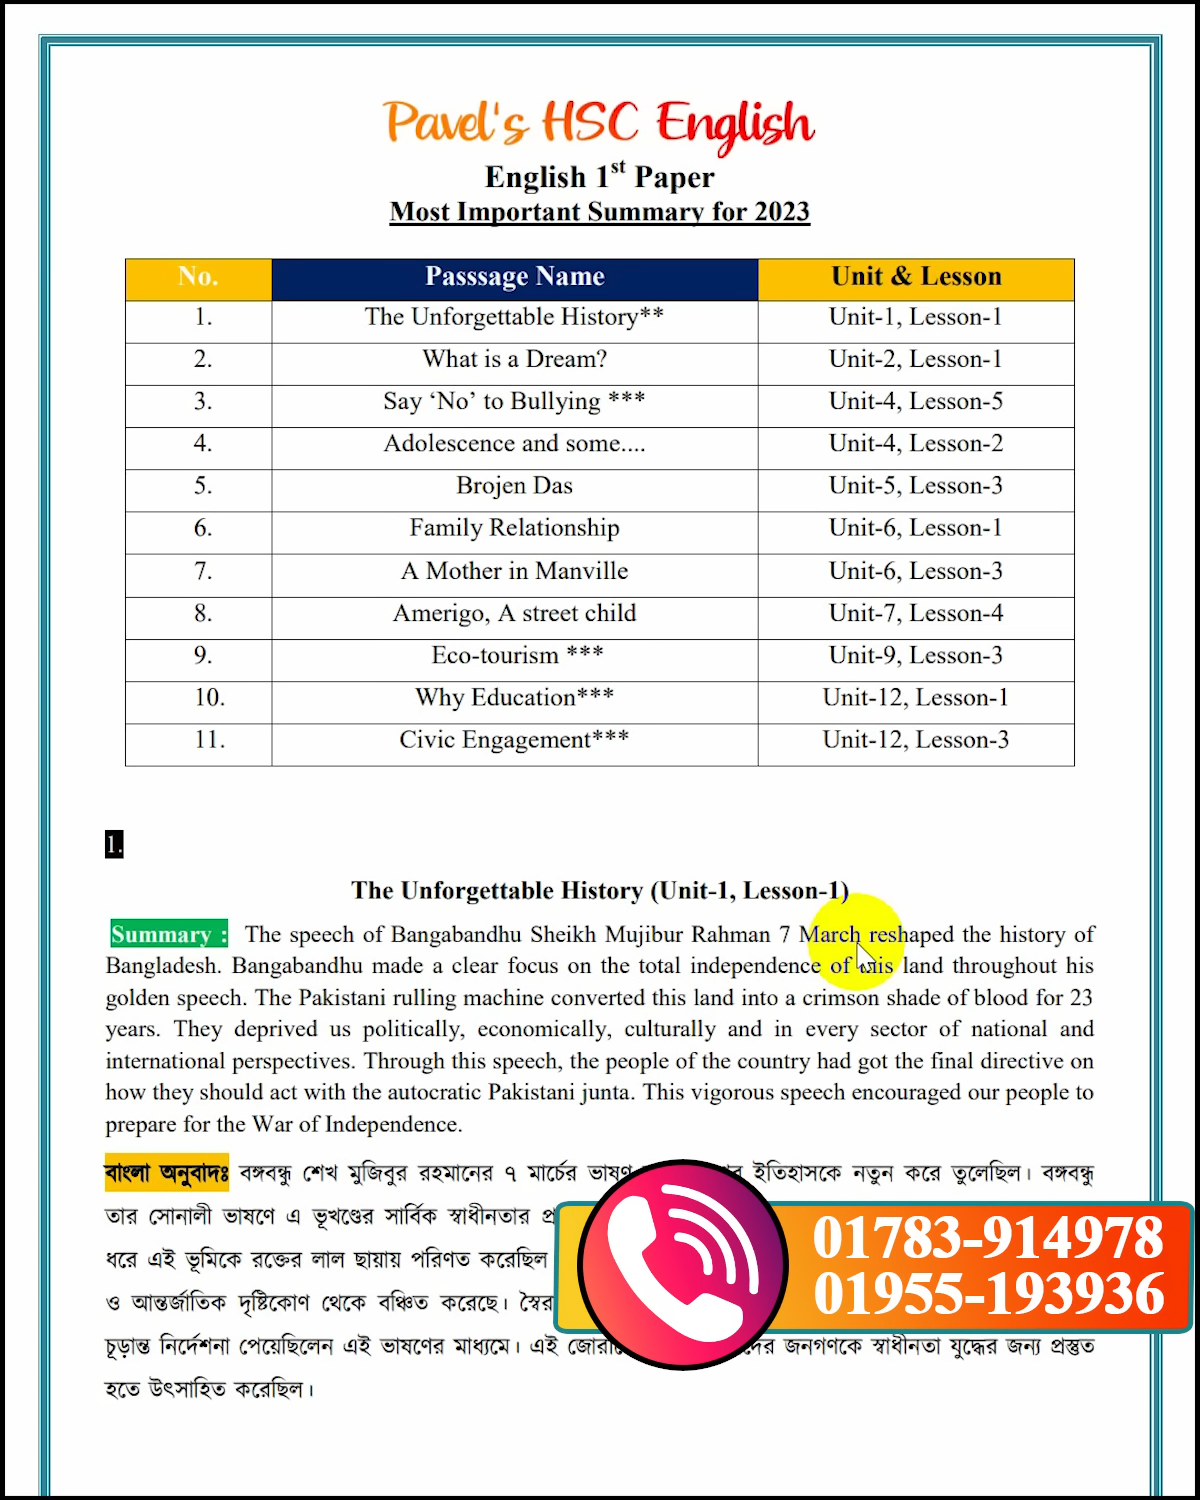 Pavel's HSC English
English 1st Paper
Most Important Summary for 2023
No. Passsage Name Unit & Lesson
1. The Unforgettable History** Unit-1, Lesson-1
2. What is a Dream? Unit-2, Lesson-1
3. Say ‘No’ to Bullying *** Unit-4, Lesson-5
4. Adolescence and some.... Unit-4, Lesson-2
5. Brojen Das Unit-5, Lesson-3
6. Family Relationship Unit-6, Lesson-1
7. A Mother in Manville Unit-6, Lesson-3
8. Amerigo, A street child Unit-7, Lesson-4
9. Eco-tourism *** Unit-9, Lesson-3
10. Why Education*** Unit-12, Lesson-1
11. Civic Engagement*** Unit-12, Lesson-3
1.
The Unforgettable History (Unit-1, Lesson-1)
Summary : The speech of Bangabandhu Sheikh Mujibur Rahman 7 March reshaped the history of
Bangladesh. Bangabandhu made a clear focus on the total independence of this land throughout his
golden speech. The Pakistani rulling machine converted this land into a crimson shade of blood for 23
years. They deprived us politically, economically, culturally and in every sector of national and
international perspectives. Through this speech, the people of the country had got the final directive on
how they should act with the autocratic Pakistani junta. This vigorous speech encouraged our people to
prepare for the War of Independence.
বাংলা অনুবাদঃ বঙ্গবন্ধু শেখ মুজিবুর রহমানের ৭ মার্চের ভাষণ ইতিহাসকে নতুন করে তুলেছিল। বঙ্গবন্ধু
তার সোনালী ভাষণে এ ভূখণ্ডের সার্বিক স্বাধীনতার
ধরে এই ভূমিকে রক্তের লাল ছায়ায় পরিণত করেছিল
ও আন্তর্জাতিক দৃষ্টিকোণ থেকে বঞ্চিত করেছে।
চূড়ান্ত নির্দেশনা পেয়েছিলেন এই ভাষণের মাধ্যমে। এই জনগণকে স্বাধীনতা যুদ্ধের জন্য প্রস্তুত
হতে উৎসাহিত করেছিল।
01783-914978
01955-193936